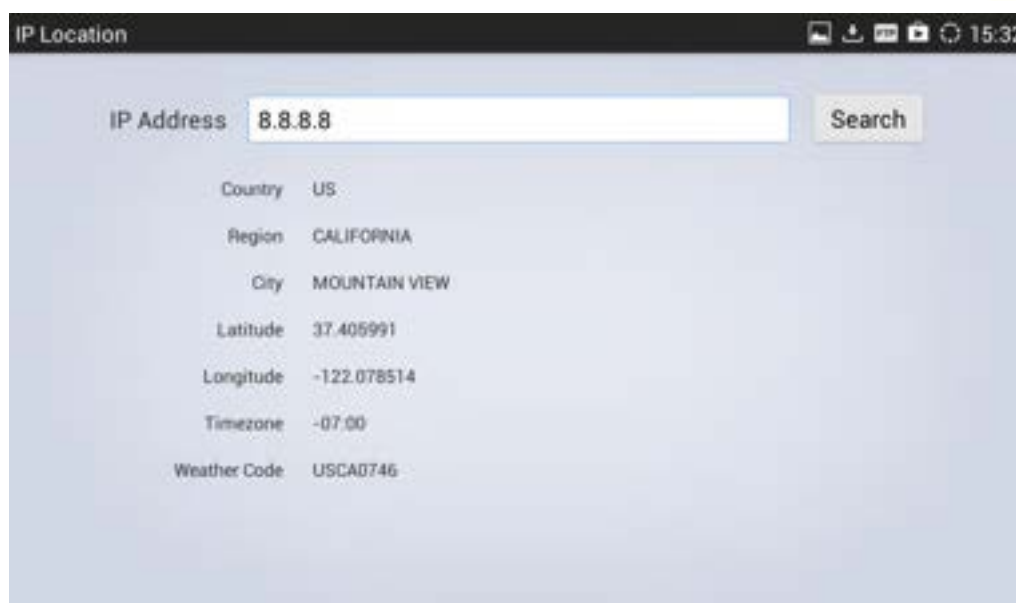 IP Location 15:32
IP Address 8.8.8.8 Search
Country US
Region CALIFORNIA
City MOUNTAIN VIEW
Latitude 37.405991
Longitude -122.078514
Timezone -07:00
Weather Code USCA0746